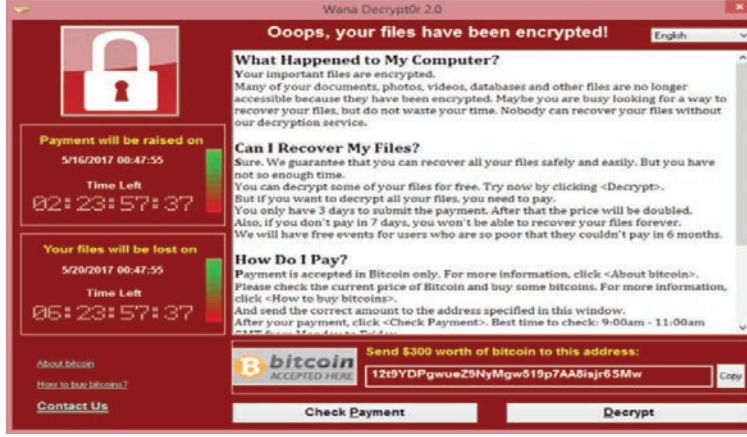 Wana Decrypt0r 2.0
Ooops, your files have been encrypted!
English
What Happened to My Computer?
Your important files are encrypted.
Many of your documents, photos, videos, databases and other files are no longer
accessible because they have been encrypted. Maybe you are busy looking for a way to
recover your files, but do not waste your time. Nobody can recover your files without
our decryption service.
Can I Recover My Files?
Sure. We guarantee that you can recover all your files safely and easily. But you have
not so enough time.
You can decrypt some of your files for free. Try now by clicking <Decrypt>.
But if you want to decrypt all your files, you need to pay.
You only have 3 days to submit the payment. After that the price will be doubled.
Also, if you don't pay in 7 days, you won't be able to recover your files forever.
We will have free events for users who are so poor that they couldn't pay in 6 months.
How Do I Pay?
Payment is accepted in Bitcoin only. For more information, click <About bitcoin>.
Please check the current price of Bitcoin and buy some bitcoins. For more information,
click <How to buy bitcoins>.
And send the correct amount to the address specified in this window.
After your payment, click <Check Payment>. Best time to check: 9:00am - 11:00am
GMT from Monday to Friday.
Payment will be raised on
5/16/2017 00:47:55
Time Left
02:23:57:37
Your files will be lost on
5/20/2017 00:47:55
Time Left
06:23:57:37
About bitcoin
How to buy bitcoins?
Contact Us
bitcoin
ACCEPTED HERE
Send $300 worth of bitcoin to this address:
12t9YDPgwueZ9NyMgw519p7AA8isjr6SMw
Copy
Check Payment
Decrypt